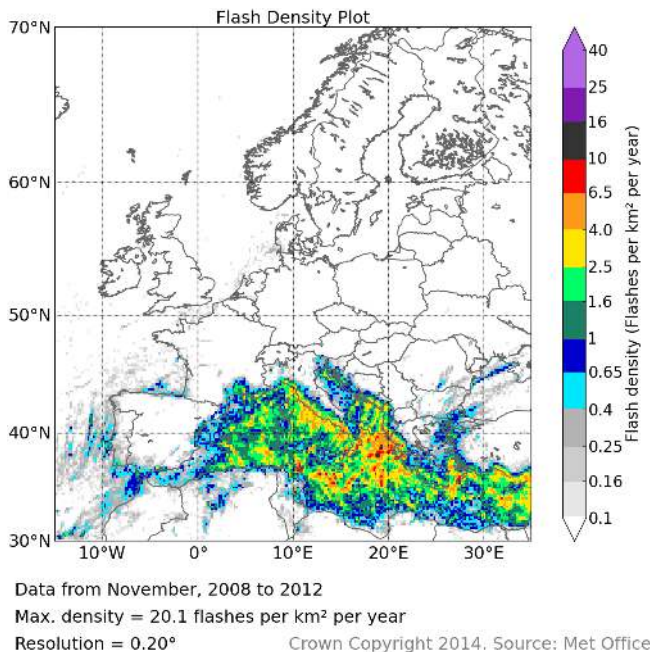 Flash Density Plot
70°N
60°N
50°N
40°N
30°N
10°W
0°
10°E
20°E
30°E
40
25
16
10
6.5
4.0
2.5
1.6
1
0.65
0.4
0.25
0.16
0.1
Flash density (Flashes per km² per year)
Data from November, 2008 to 2012
Max. density = 20.1 flashes per km² per year
Resolution = 0.20°
Crown Copyright 2014. Source: Met Office